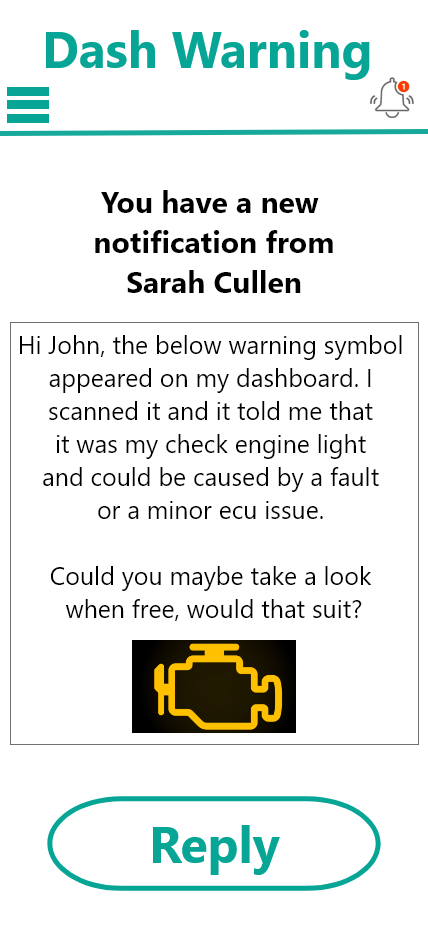 Dash Warning
1
You have a new
notification from
Sarah Cullen
Hi John, the below warning symbol
appeared on my dashboard. I
scanned it and it told me that
it was my check engine light
and could be caused by a fault
or a minor ecu issue.
Could you maybe take a look
when free, would that suit?
Reply